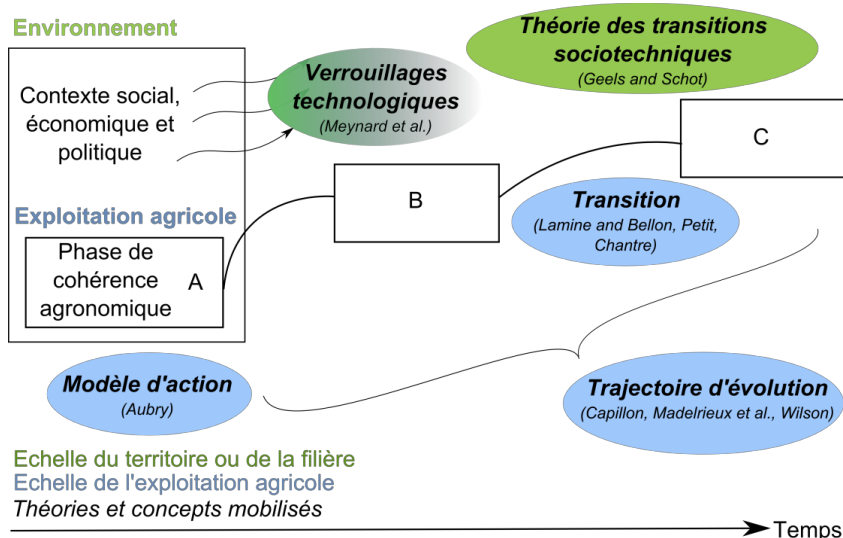 Environnement
Contexte social,
économique et
politique
Verrouillages
technologiques
(Meynard et al.)
Théorie des transitions
sociotechniques
(Geels and Schot)
Exploitation agricole
Phase de
cohérence
agronomique
A
B
C
Transition
(Lamine and Bellon, Petit,
Chantre)
Modèle d'action
(Aubry)
Trajectoire d'évolution
(Capillon, Madelrieux et al., Wilson)
Echelle du territoire ou de la filière
Echelle de l'exploitation agricole
Théories et concepts mobilisés
Temps